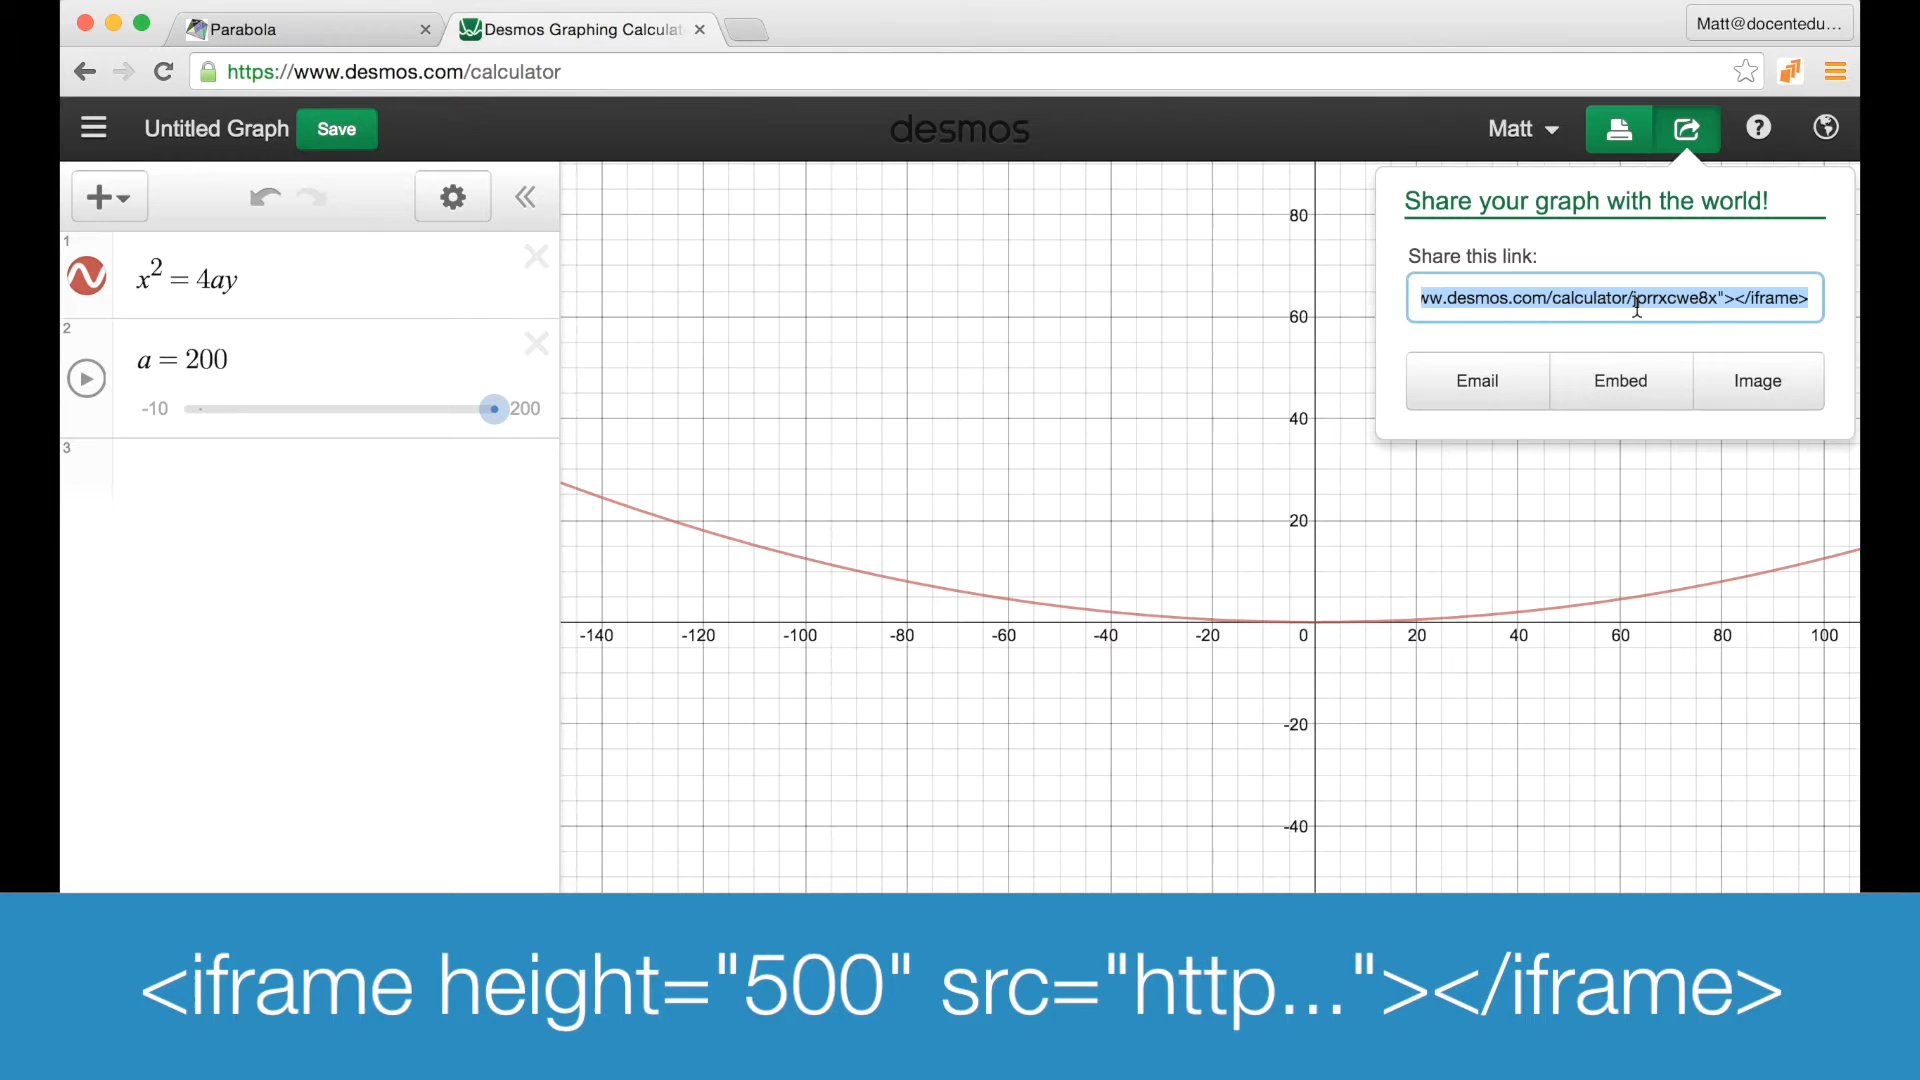 Parabola
Desmos Graphing Calculat
Matt@docentedu...
https://www.desmos.com/calculator
Untitled Graph
Save
desmos
Matt
?
Share your graph with the world!
Share this link:
ww.desmos.com/calculator/jorrxcwe8x"></iframe>
Email
Embed
Image
1
x² = 4ay
2
a = 200
-10
200
3
80
60
40
20
-140 -120 -100 -80 -60 -40 -20 0 20 40 60 80 100
-20
-40
<iframe height="500" src="http..."></iframe>